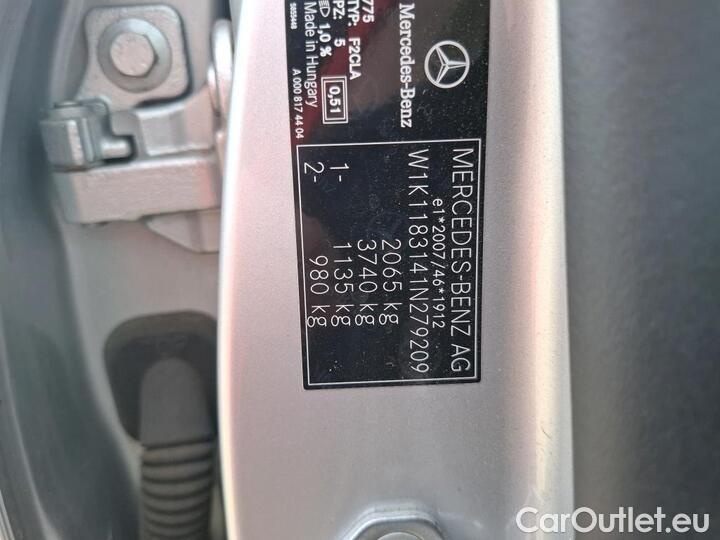 MERCEDES-BENZ AG
e1*2007/46*1912
W1K1183141N279209
2065 kg
3740 kg
1- 1135 kg
2- 980 kg
Mercedes-Benz
775
TYP: F2CLA
PZ: 5 0,51
1,0 %
Made in Hungary
A 000 817 44 04
CarOutlet.eu